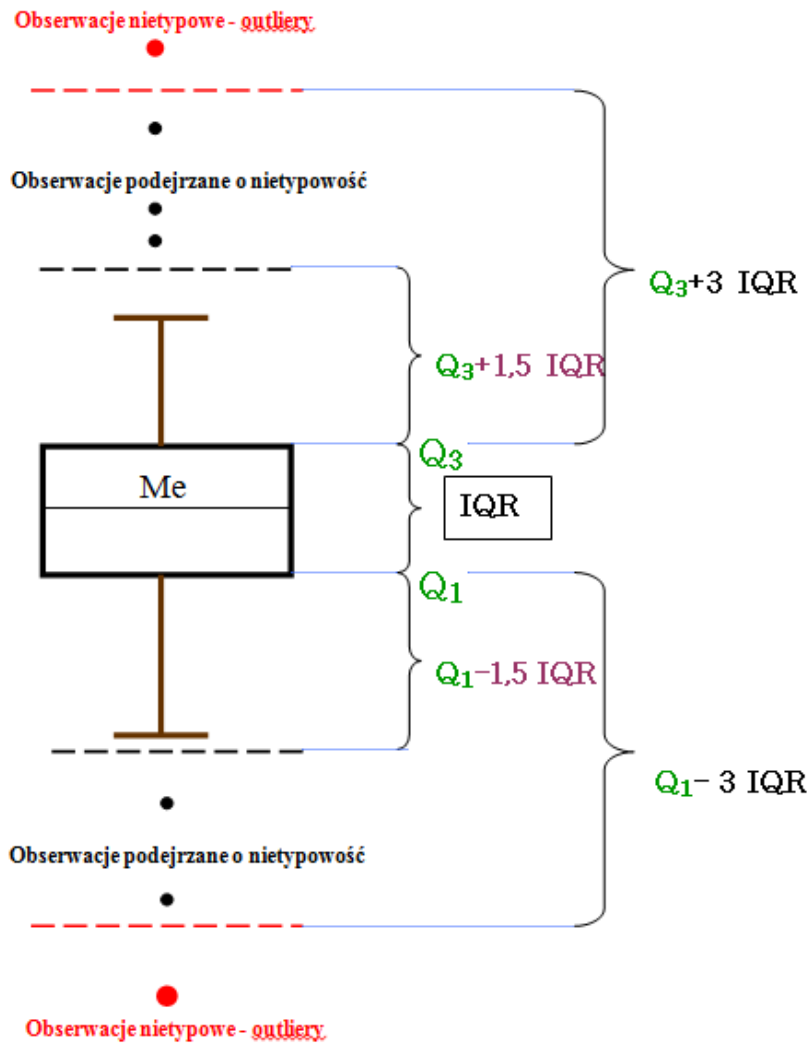 Obserwacje nietypowe - outliery
Obserwacje podejrzane o nietypowość
Q₃+3 IQR
Q₃+1,5 IQR
Q₃
Me
IQR
Q₁
Q₁−1,5 IQR
Q₁− 3 IQR
Obserwacje podejrzane o nietypowość
Obserwacje nietypowe - outliery